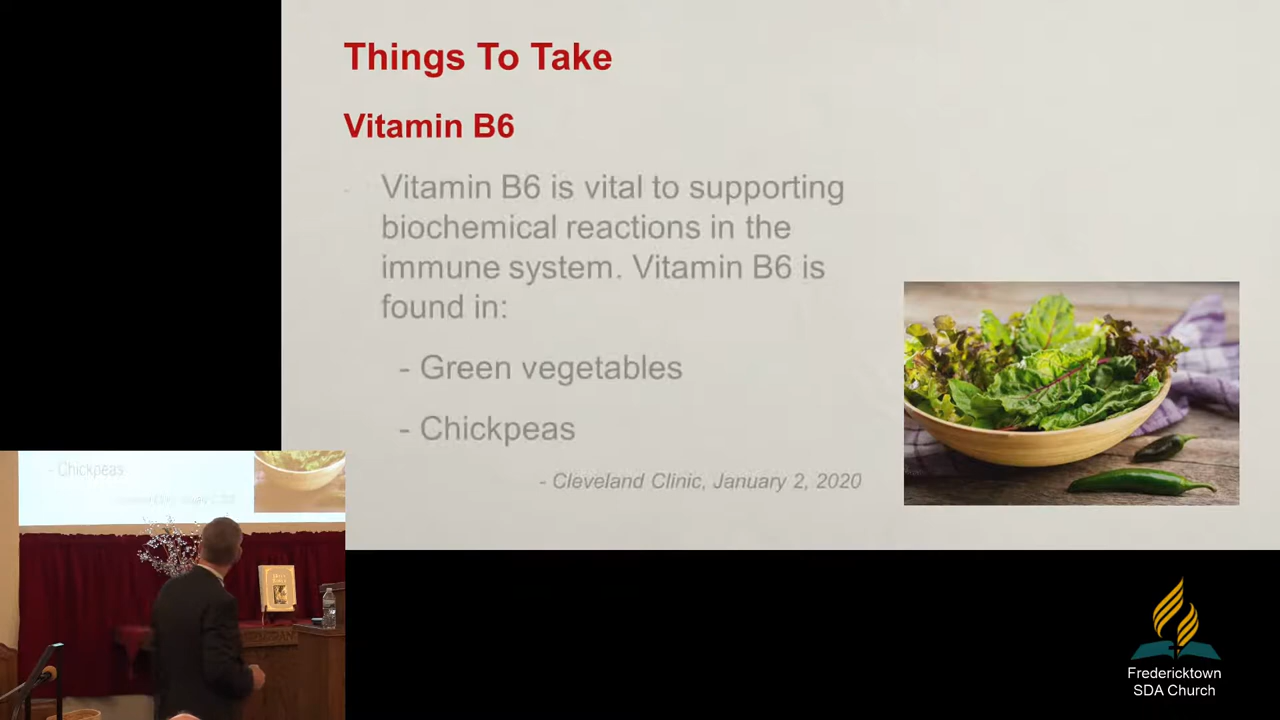 Things To Take
Vitamin B6
Vitamin B6 is vital to supporting
biochemical reactions in the
immune system. Vitamin B6 is
found in:
- Green vegetables
- Chickpeas
- Cleveland Clinic, January 2, 2020
- Chickpeas
Fredericktown
SDA Church